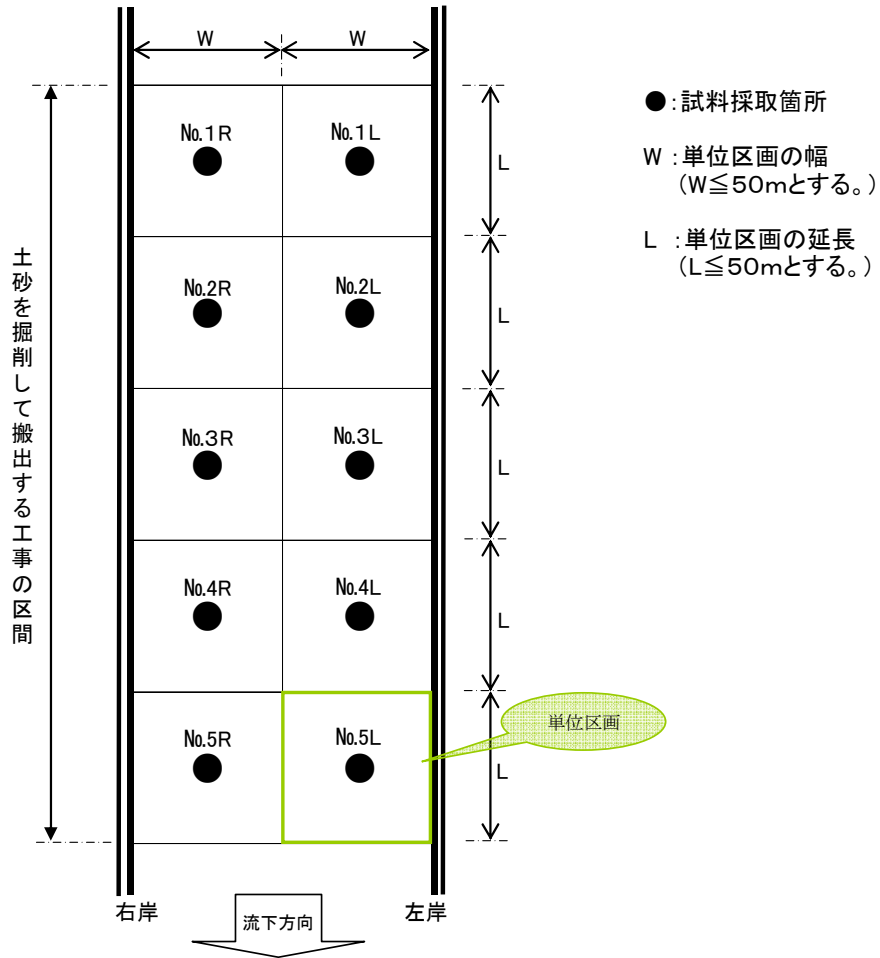 W W
●:試料採取箇所
W:単位区画の幅
(W≦50mとする。)
L:単位区画の延長
(L≦50mとする。)
土砂を掘削して搬出する工事の区間
№.1R №.1L L
№.2R №.2L L
№.3R №.3L L
№.4R №.4L L
№.5R №.5L L
単位区画
右岸 左岸
流下方向